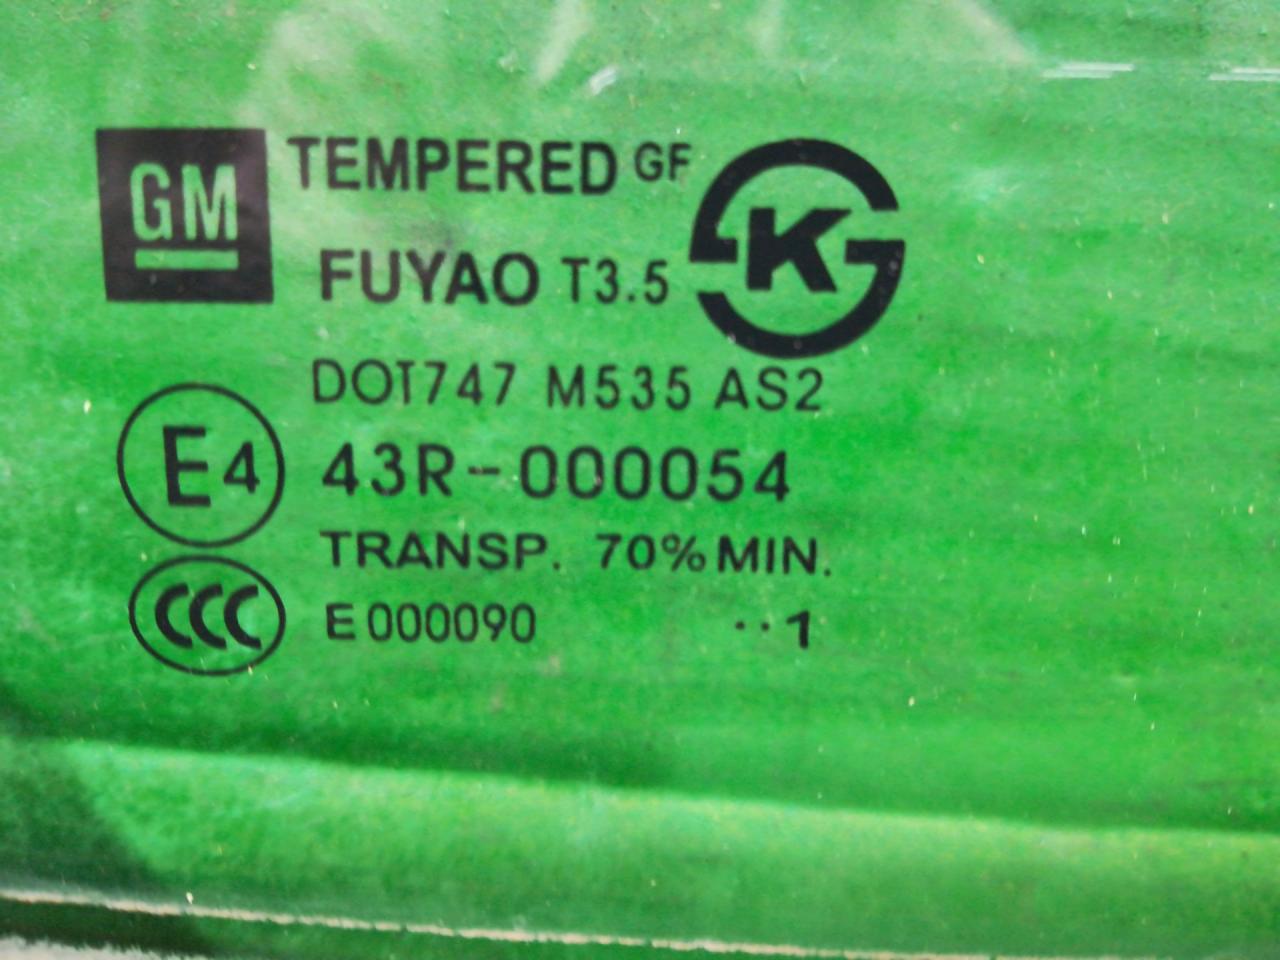 GM TEMPERED GF
FUYAO T3.5 K
DOT747 M535 AS2
E4 43R-000054
TRANSP. 70% MIN.
CCC E000090 ··1